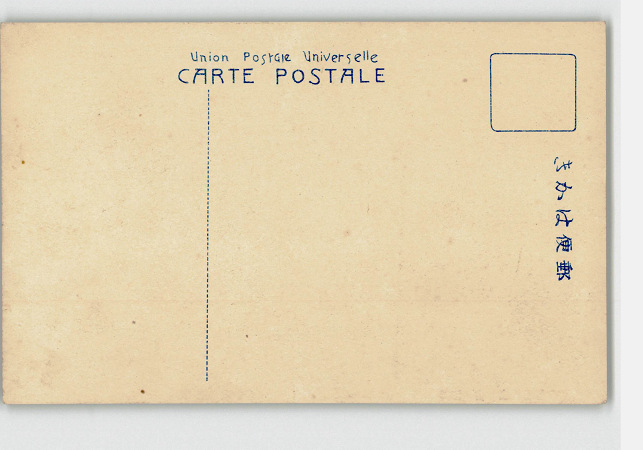 Union Postale Universelle
CARTE POSTALE
郵便はかき